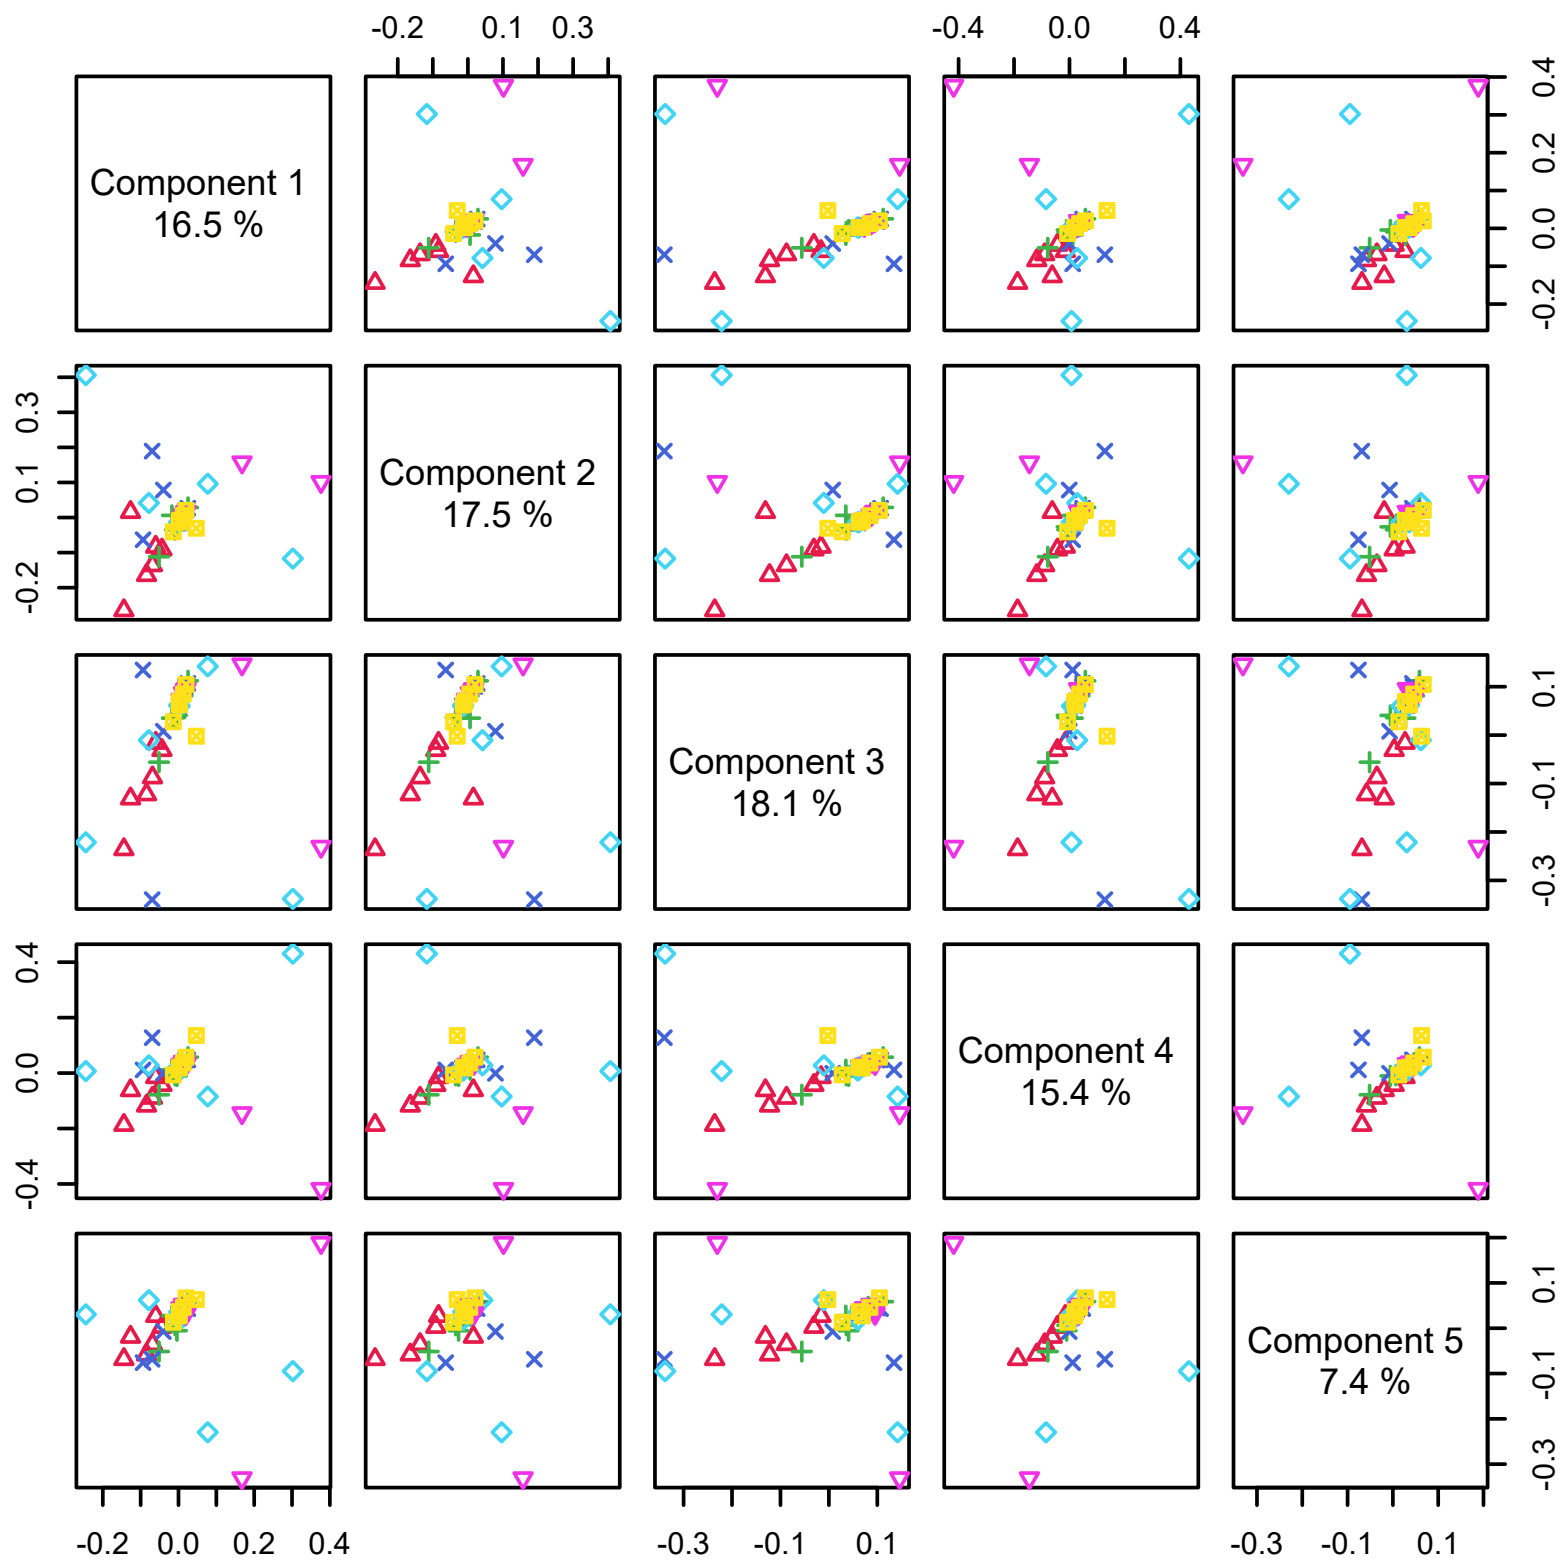 -0.2 0.1 0.3 -0.4 0.0 0.4
Component 1
16.5 %
-0.2 0.0 0.2 0.4
-0.2 0.1 0.3
Component 2
17.5 %
Component 3
18.1 %
-0.3 -0.1 0.1
-0.4 0.0 0.4
Component 4
15.4 %
Component 5
7.4 %
-0.3 -0.1 0.1
-0.2 0.0 0.2 0.4 -0.3 -0.1 0.1 -0.3 -0.1 0.1